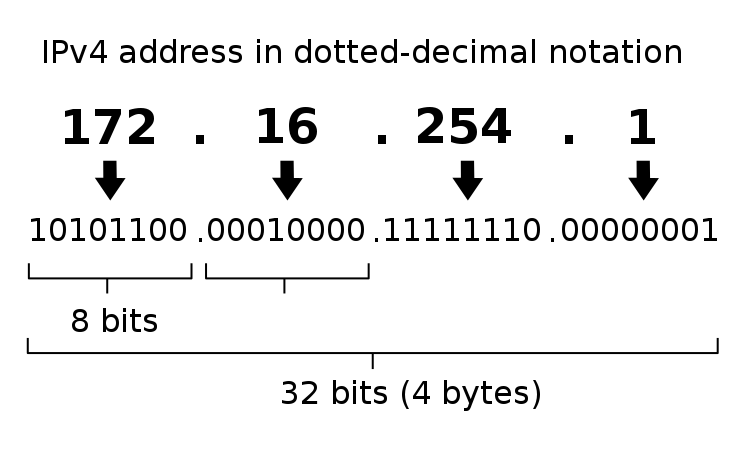 IPv4 address in dotted-decimal notation
172 . 16 . 254 . 1
10101100 .00010000 .11111110 .00000001
8 bits
32 bits (4 bytes)